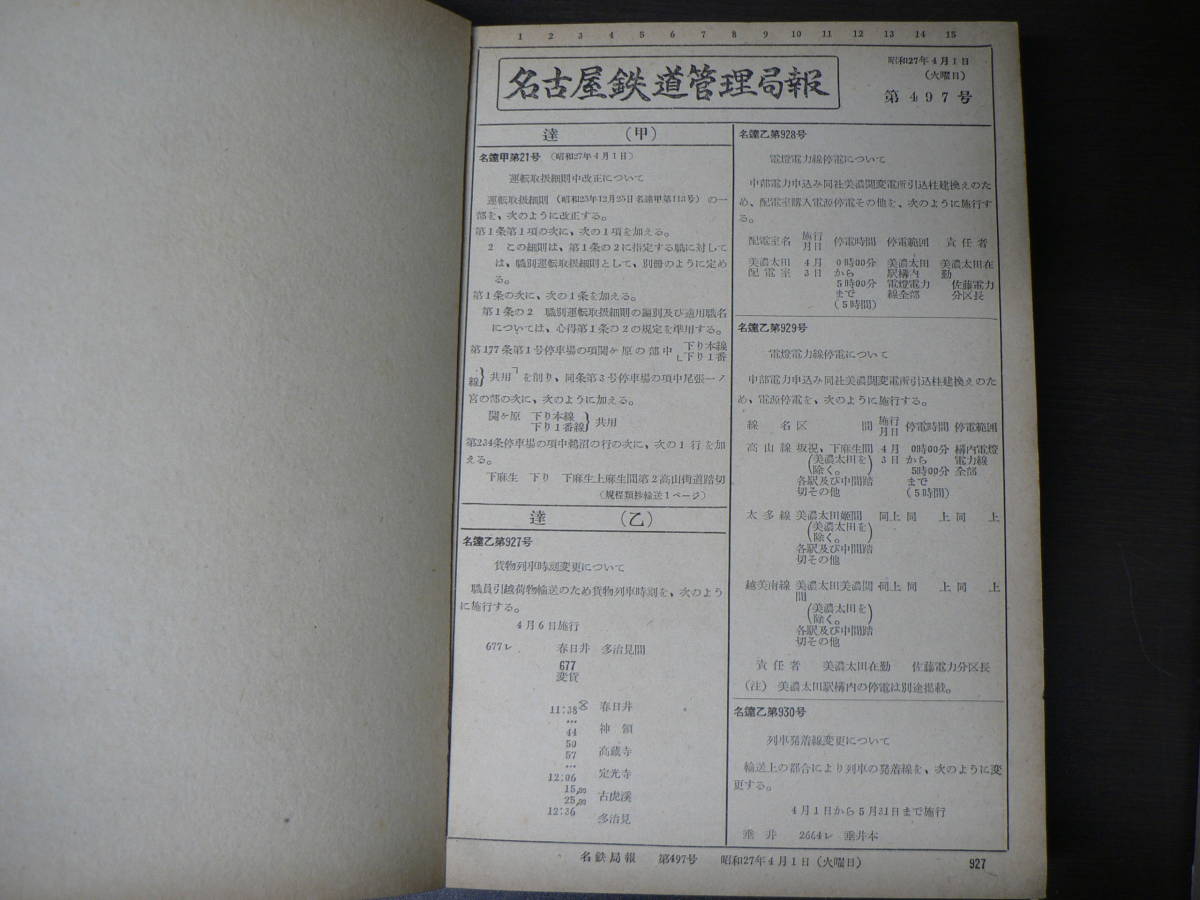 1 2 3 4 5 6 7 8 9 10 11 12 13 14 15
名古屋鉄道管理局報
昭和27年4月1日
(火曜日)
第497号
達 (甲)
名達甲第21号 (昭和27年4月1日)
運転取扱細則中改正について
運転取扱細則 (昭和25年12月25日名達甲第113号) の一
部を、次のように改正する。
第1条第1項の次に、次の1項を加える。
2 この細則は、第1条の2に指定する職に対して
は、職別運転取扱細則として、別冊のように定め
る。
第1条の次に、次の1条を加える。
第1条の2 職別運転取扱細則の編別及び適用職名
については、心得第1条の2の規定を準用する。
第177条第1号停車場の項関ケ原の部中「下り本線
下り1番
線}共用」を削り、同条第3号停車場の項中尾張一ノ
宮の部の次に、次のように加える。
関ケ原 下り本線
下り1番線}共用
第234条停車場の項中鵜沼の行の次に、次の1行を加
える。
下麻生 下り 下麻生上麻生間第2高山街道踏切
(規程類抄輸送1ページ)
達 (乙)
名達乙第927号
貨物列車時刻変更について
職員引越荷物輸送のため貨物列車時刻を、次のよう
に施行する。
4月6日施行
677レ 春日井 多治見間
677
変貨
11:38 春日井
…
44 神領
50
57 高蔵寺
…
12:06 定光寺
15
25 古虎渓
12:36
多治見
名達乙第928号
電燈電力線停電について
中部電力申込み同社美濃関変電所引込柱建換えのた
め、配電室購入電源停電その他を、次のように施行す
る。
配電室名 施行月日 停電時間 停電範囲 責任者
美濃太田 4月 0時00分 美濃太田 美濃太田在
配電室 3日 から 駅構内 勤
5時00分 電燈電力 佐藤電力
まで 線全部 分区長
(5時間)
名達乙第929号
電燈電力線停電について
中部電力申込み同社美濃関変電所引込柱建換えのた
め、電源停電を、次のように施行する。
線名 区間 施行月日 停電時間 停電範囲
高山線 坂祝、下麻生間 4月 0時00分 構内電燈
(美濃太田を 3日 から 電力線
除く。) 5時00分 全部
各駅及び中間踏 まで
切その他 (5時間)
太多線 美濃太田姫間 同上 同上 同上
(美濃太田を
除く。)
各駅及び中間踏
切その他
越美南線 美濃太田美濃関 同上 同上 同上
間
(美濃太田を
除く。)
各駅及び中間踏
切その他
責任者 美濃太田在勤 佐藤電力分区長
(注) 美濃太田駅構内の停電は別途掲載。
名達乙第930号
列車発着線変更について
輸送上の都合により列車の発着線を、次のように変
更する。
4月1日から5月31日まで施行
垂井 2664レ 垂井本
名鉄局報 第497号 昭和27年4月1日 (火曜日) 927